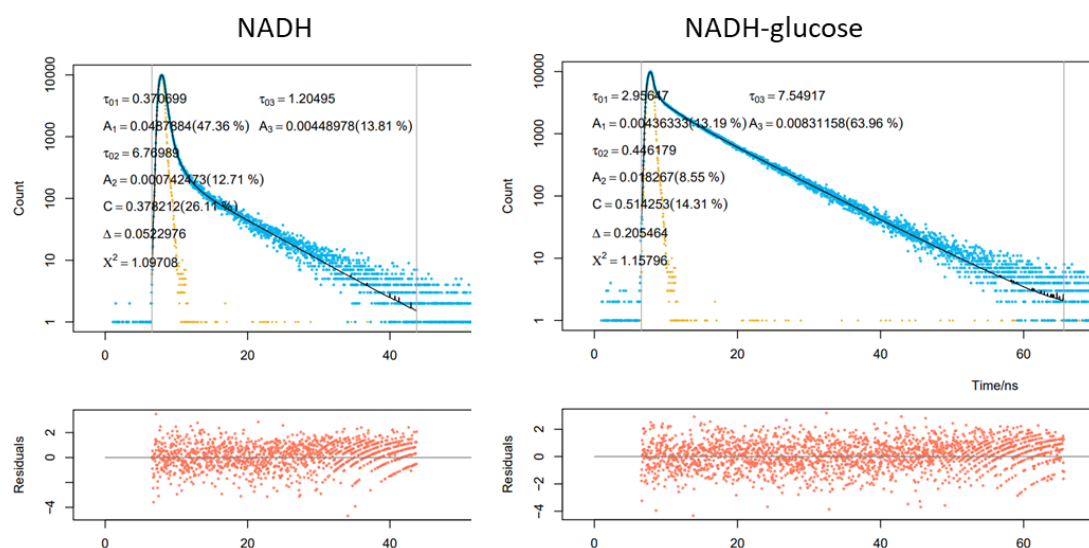 NADH
10000
1000
100
10
1
Count
τ01 = 0.370699 τ03 = 1.20495
A1 = 0.0487884(47.36 %) A3 = 0.00448978(13.81 %)
τ02 = 6.76989
A2 = 0.000742473(12.71 %)
C = 0.378212(26.11 %)
Δ = 0.0522976
X² = 1.09708
0 20 40
Residuals
2
0
-4
0 20 40
NADH-glucose
10000
1000
100
10
1
Count
τ01 = 2.95647 τ03 = 7.54917
A1 = 0.00436333(13.19 %) A3 = 0.00831158(63.96 %)
τ02 = 0.446179
A2 = 0.018267(8.55 %)
C = 0.514253(14.31 %)
Δ = 0.205464
X² = 1.15796
0 20 40 60
Time/ns
Residuals
2
0
-2
-4
0 20 40 60